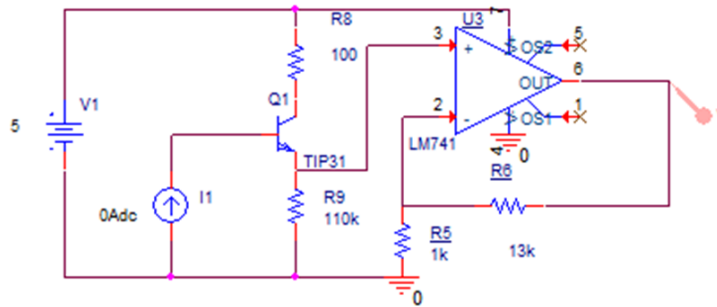 R8
100
U3
7
3
+
OS2
5
V1
5
Q1
OUT
6
2
-
OS1
1
TIP31
LM741
4
0
0Adc
I1
R9
110k
R6
13k
R5
1k
0